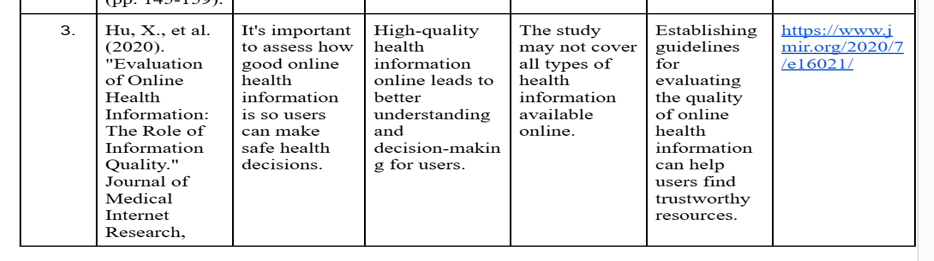 (pp. 145-159).
3.
Hu, X., et al.
(2020).
"Evaluation
of Online
Health
Information:
The Role of
Information
Quality."
Journal of
Medical
Internet
Research,
It's important
to assess how
good online
health
information
is so users
can make
safe health
decisions.
High-quality
health
information
online leads to
better
understanding
and
decision-makin
g for users.
The study
may not cover
all types of
health
information
available
online.
Establishing
guidelines
for
evaluating
the quality
of online
health
information
can help
users find
trustworthy
resources.
https://www.j
mir.org/2020/7
/e16021/